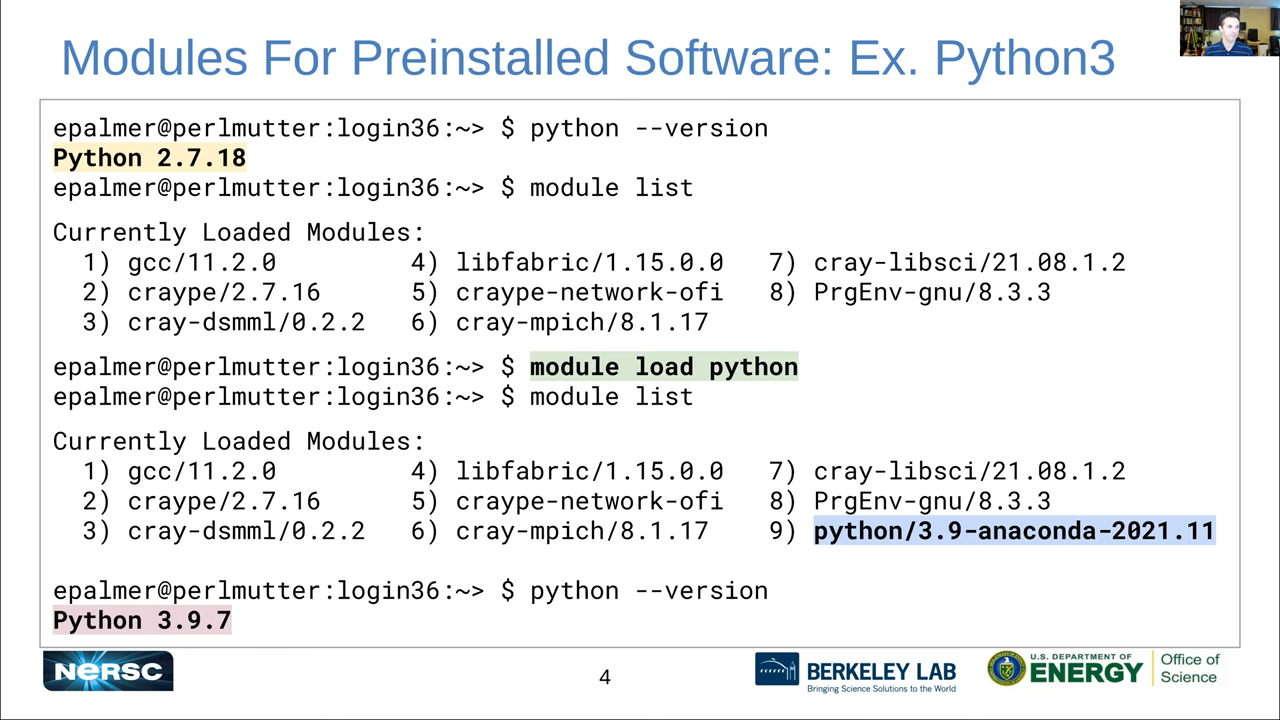 Modules For Preinstalled Software: Ex. Python3
epalmer@perlmutter:login36:~> $ python --version
Python 2.7.18
epalmer@perlmutter:login36:~> $ module list
Currently Loaded Modules:
1) gcc/11.2.0 4) libfabric/1.15.0.0 7) cray-libsci/21.08.1.2
2) craype/2.7.16 5) craype-network-ofi 8) PrgEnv-gnu/8.3.3
3) cray-dsmml/0.2.2 6) cray-mpich/8.1.17
epalmer@perlmutter:login36:~> $ module load python
epalmer@perlmutter:login36:~> $ module list
Currently Loaded Modules:
1) gcc/11.2.0 4) libfabric/1.15.0.0 7) cray-libsci/21.08.1.2
2) craype/2.7.16 5) craype-network-ofi 8) PrgEnv-gnu/8.3.3
3) cray-dsmml/0.2.2 6) cray-mpich/8.1.17 9) python/3.9-anaconda-2021.11
epalmer@perlmutter:login36:~> $ python --version
Python 3.9.7
NERSC
4
BERKELEY LAB
Bringing Science Solutions to the World
U.S. DEPARTMENT OF
ENERGY
Office of
Science